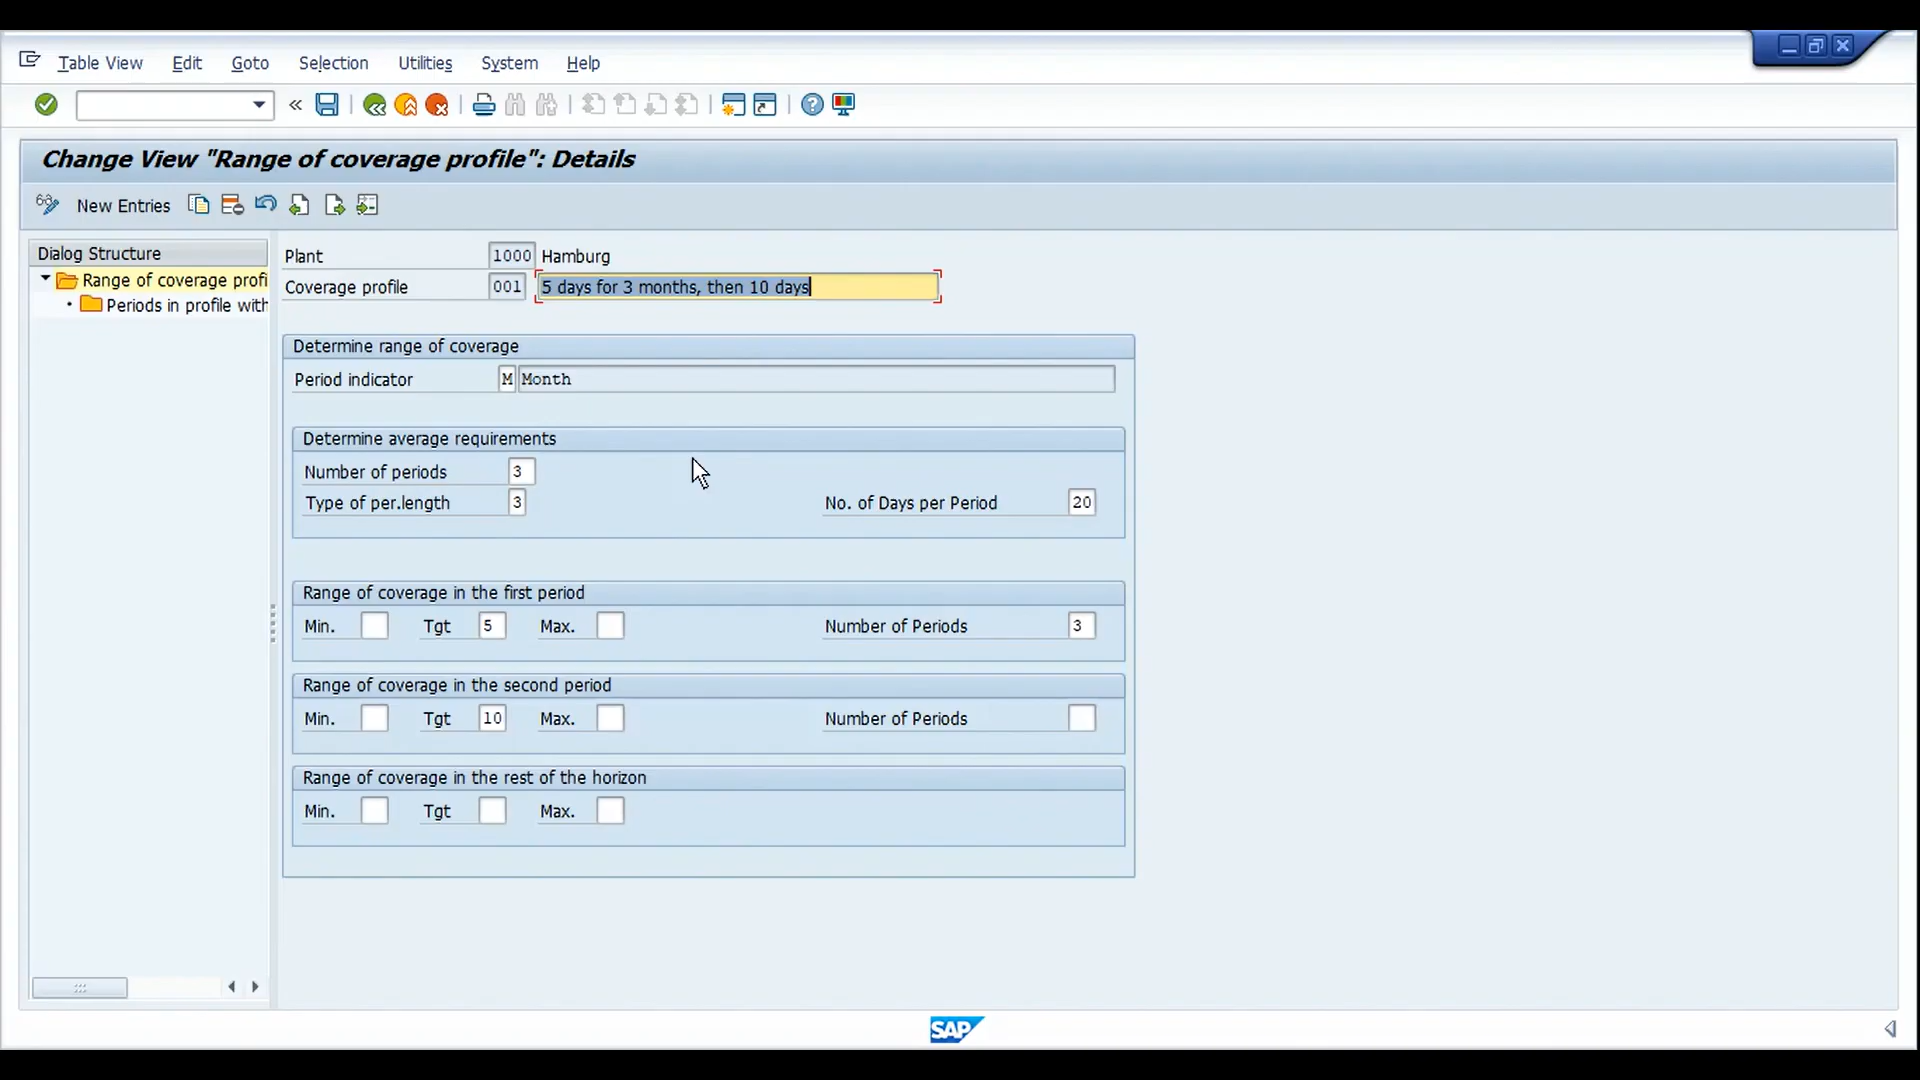 Table View Edit Goto Selection Utilities System Help
Change View "Range of coverage profile": Details
New Entries
Dialog Structure
Range of coverage profi
Periods in profile with
Plant 1000 Hamburg
Coverage profile 001 5 days for 3 months, then 10 days
Determine range of coverage
Period indicator M Month
Determine average requirements
Number of periods 3
Type of per.length 3 No. of Days per Period 20
Range of coverage in the first period
Min. Tgt 5 Max. Number of Periods 3
Range of coverage in the second period
Min. Tgt 10 Max. Number of Periods
Range of coverage in the rest of the horizon
Min. Tgt Max.
SAP